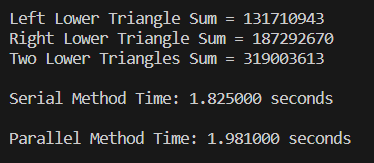 Left Lower Triangle Sum = 131710943
Right Lower Triangle Sum = 187292670
Two Lower Triangles Sum = 319003613
Serial Method Time: 1.825000 seconds
Parallel Method Time: 1.981000 seconds